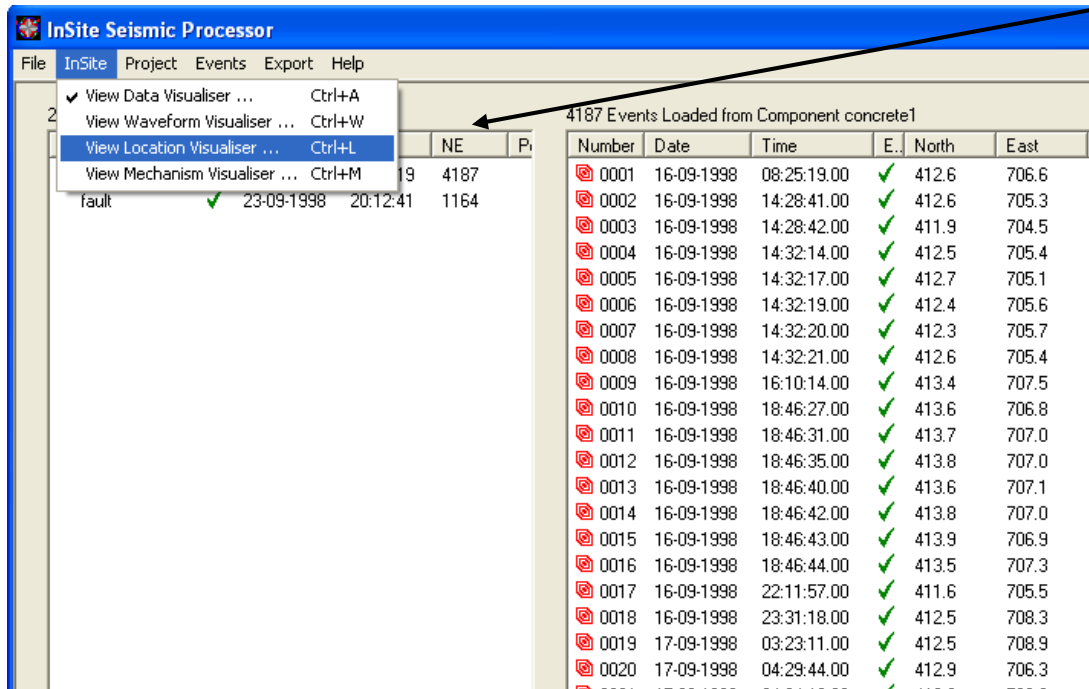 InSite Seismic Processor
File InSite Project Events Export Help
View Data Visualiser ... Ctrl+A
View Waveform Visualiser ... Ctrl+W
View Location Visualiser ... Ctrl+L
View Mechanism Visualiser ... Ctrl+M
2
NE
19 4187
fault 23-09-1998 20:12:41 1164
4187 Events Loaded from Component concrete1
Number Date Time E.. North East
0001 16-09-1998 08:25:19.00 412.6 706.6
0002 16-09-1998 14:28:41.00 412.6 705.3
0003 16-09-1998 14:28:42.00 411.9 704.5
0004 16-09-1998 14:32:14.00 412.5 705.4
0005 16-09-1998 14:32:17.00 412.7 705.1
0006 16-09-1998 14:32:19.00 412.4 705.6
0007 16-09-1998 14:32:20.00 412.3 705.7
0008 16-09-1998 14:32:21.00 412.6 705.4
0009 16-09-1998 16:10:14.00 413.4 707.5
0010 16-09-1998 18:46:27.00 413.6 706.8
0011 16-09-1998 18:46:31.00 413.7 707.0
0012 16-09-1998 18:46:35.00 413.8 707.0
0013 16-09-1998 18:46:40.00 413.6 707.1
0014 16-09-1998 18:46:42.00 413.8 707.0
0015 16-09-1998 18:46:43.00 413.9 706.9
0016 16-09-1998 18:46:44.00 413.5 707.3
0017 16-09-1998 22:11:57.00 411.6 705.5
0018 16-09-1998 23:31:18.00 412.5 708.3
0019 17-09-1998 03:23:11.00 412.5 708.9
0020 17-09-1998 04:29:44.00 412.9 706.3